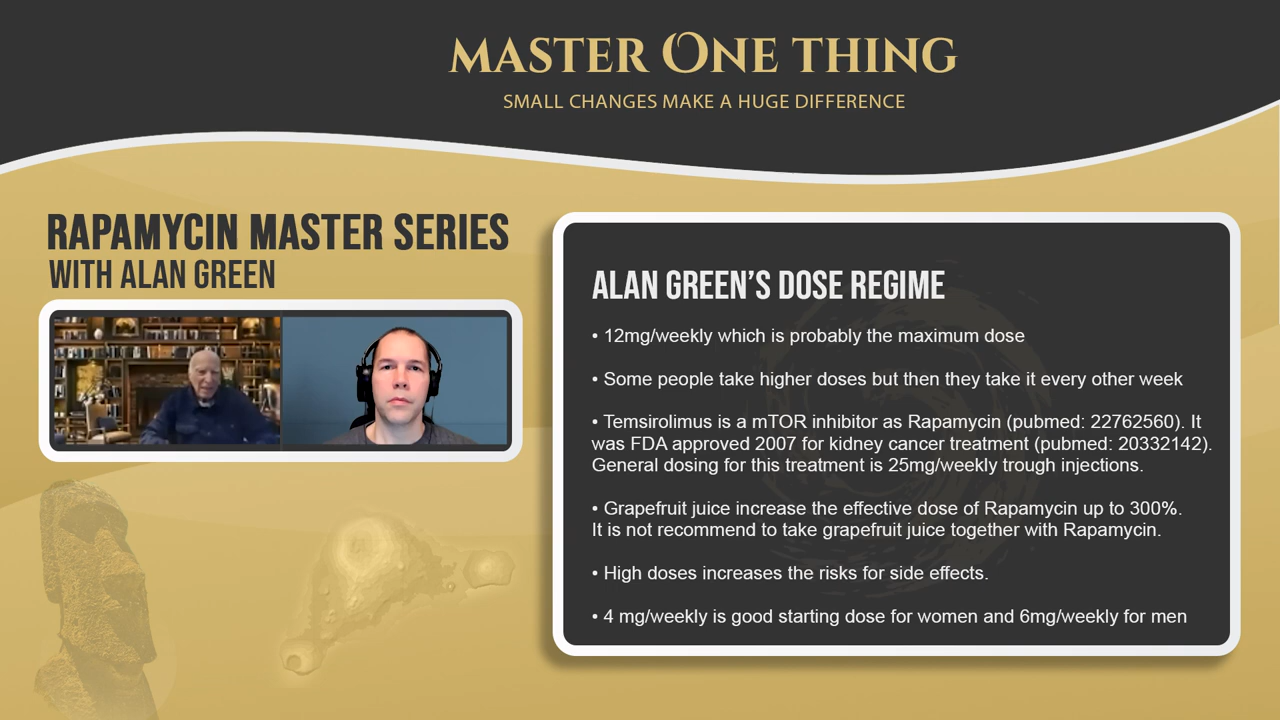 MASTER ONE THING
SMALL CHANGES MAKE A HUGE DIFFERENCE
RAPAMYCIN MASTER SERIES
WITH ALAN GREEN
ALAN GREEN'S DOSE REGIME
• 12mg/weekly which is probably the maximum dose
• Some people take higher doses but then they take it every other week
• Temsirolimus is a mTOR inhibitor as Rapamycin (pubmed: 22762560). It
was FDA approved 2007 for kidney cancer treatment (pubmed: 20332142).
General dosing for this treatment is 25mg/weekly trough injections.
• Grapefruit juice increase the effective dose of Rapamycin up to 300%.
It is not recommend to take grapefruit juice together with Rapamycin.
• High doses increases the risks for side effects.
• 4 mg/weekly is good starting dose for women and 6mg/weekly for men